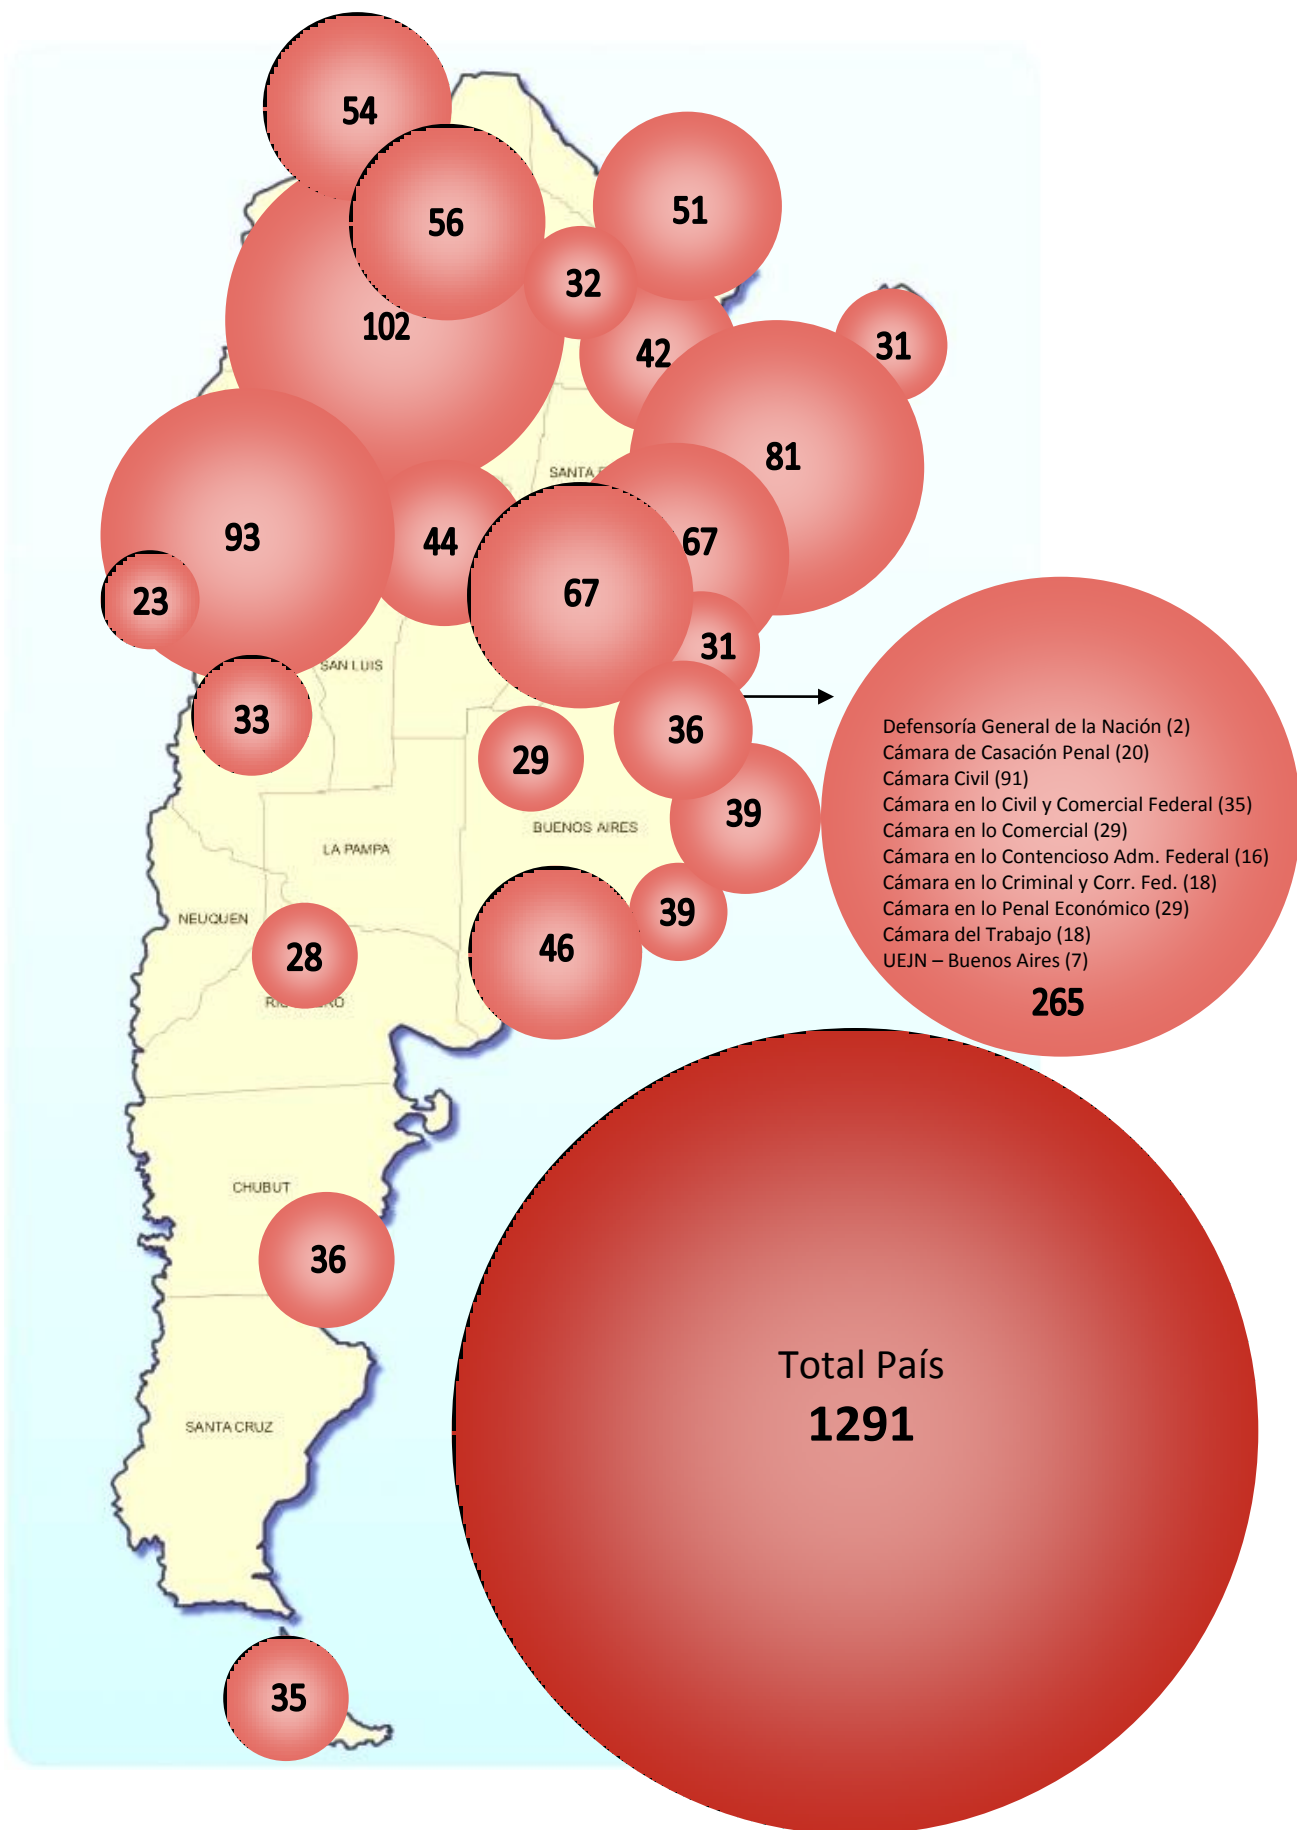 54
56
51
32
102
42
31
81
SANTA
93
44
67
67
23
31
SAN LUIS
33
36
29
39
BUENOS AIRES
LA PAMPA
NEUQUEN
39
46
28
Defensoría General de la Nación (2)
Cámara de Casación Penal (20)
Cámara Civil (91)
Cámara en lo Civil y Comercial Federal (35)
Cámara en lo Comercial (29)
Cámara en lo Contencioso Adm. Federal (16)
Cámara en lo Criminal y Corr. Fed. (18)
Cámara en lo Penal Económico (29)
Cámara del Trabajo (18)
UEJN – Buenos Aires (7)
265
CHUBUT
36
Total País
1291
SANTA CRUZ
35